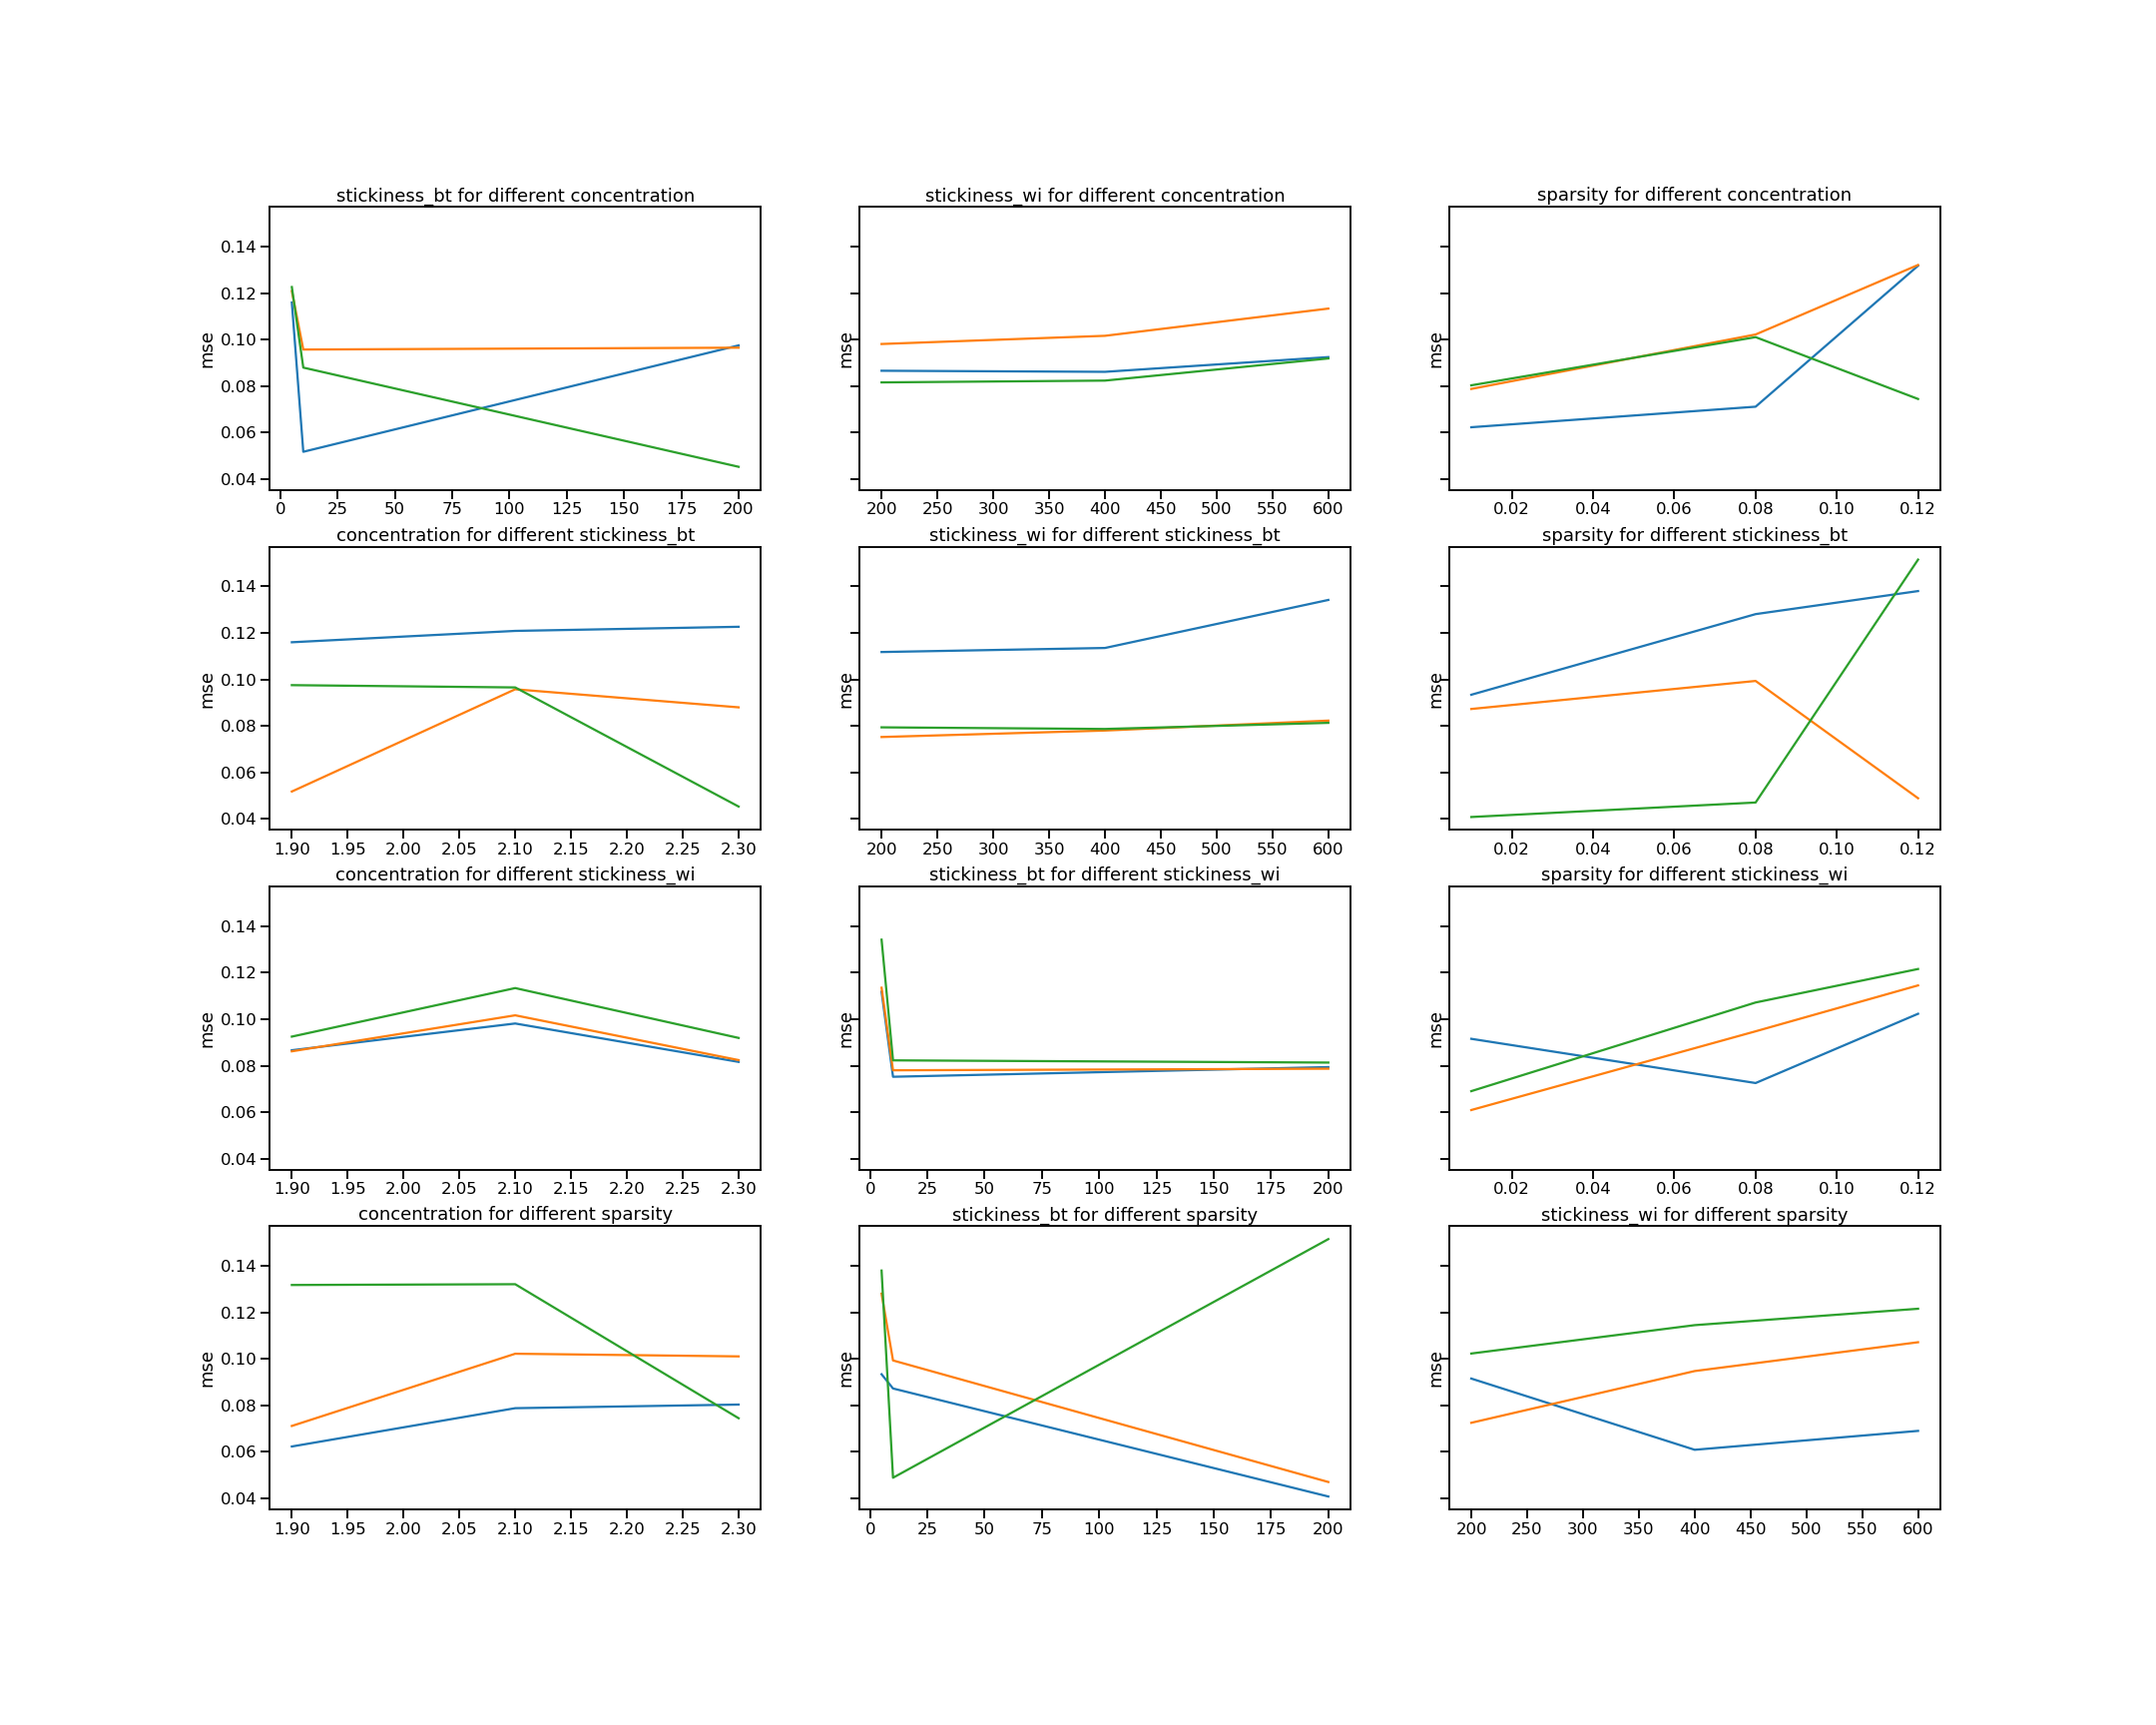 stickiness_bt for different concentration
stickiness_wi for different concentration
sparsity for different concentration
mse
0.14
0.12
0.10
0.08
0.06
0.04
0 25 50 75 100 125 150 175 200
mse
200 250 300 350 400 450 500 550 600
mse
0.02 0.04 0.06 0.08 0.10 0.12
concentration for different stickiness_bt
stickiness_wi for different stickiness_bt
sparsity for different stickiness_bt
mse
0.14
0.12
0.10
0.08
0.06
0.04
1.90 1.95 2.00 2.05 2.10 2.15 2.20 2.25 2.30
mse
200 250 300 350 400 450 500 550 600
mse
0.02 0.04 0.06 0.08 0.10 0.12
concentration for different stickiness_wi
stickiness_bt for different stickiness_wi
sparsity for different stickiness_wi
mse
0.14
0.12
0.10
0.08
0.06
0.04
1.90 1.95 2.00 2.05 2.10 2.15 2.20 2.25 2.30
mse
0 25 50 75 100 125 150 175 200
mse
0.02 0.04 0.06 0.08 0.10 0.12
concentration for different sparsity
stickiness_bt for different sparsity
stickiness_wi for different sparsity
mse
0.14
0.12
0.10
0.08
0.06
0.04
1.90 1.95 2.00 2.05 2.10 2.15 2.20 2.25 2.30
mse
0 25 50 75 100 125 150 175 200
mse
200 250 300 350 400 450 500 550 600